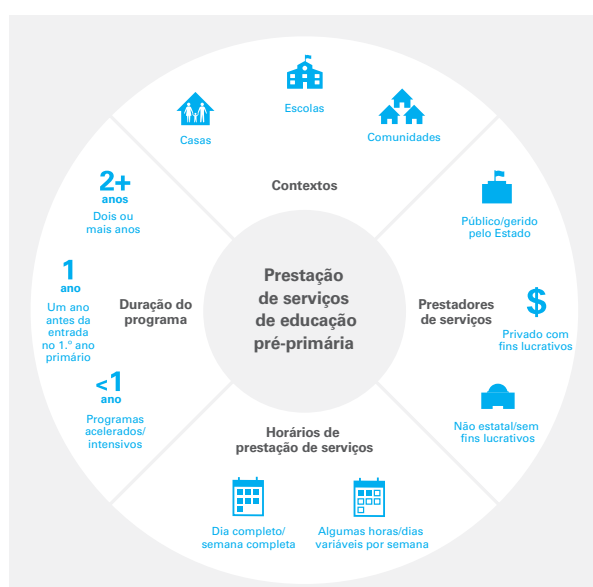 Escolas
Casas
Comunidades
Contextos
Prestação
de serviços
de educação
pré-primária
Prestadores
de serviços
Público/gerido
pelo Estado
$
Privado com
fins lucrativos
Não estatal/sem
fins lucrativos
Horários de
prestação de serviços
Dia completo/
semana completa
Algumas horas/dias
variáveis por semana
Duração do
programa
2+
anos
Dois ou
mais anos
1
ano
Um ano
antes da
entrada
no 1.º ano
primário
<1
ano
Programas
acelerados/
intensivos